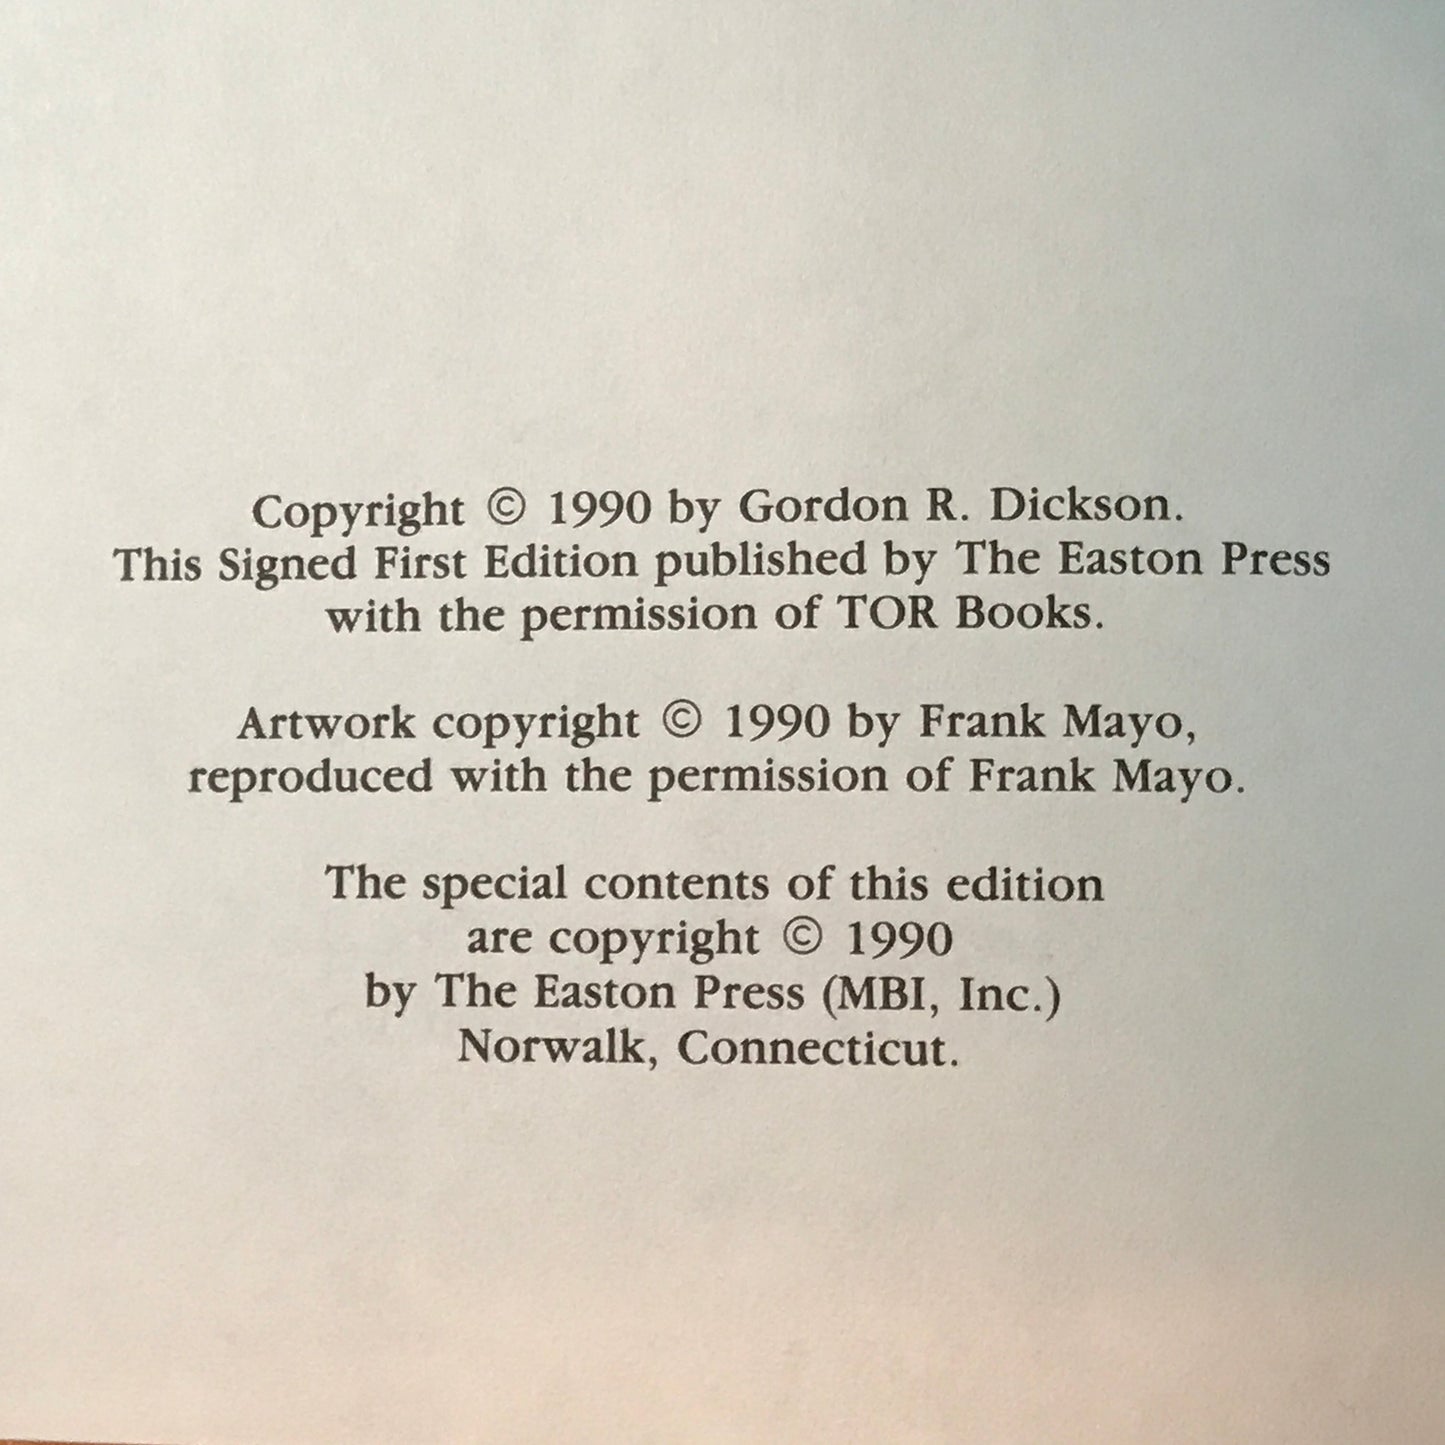 Copyright © 1990 by Gordon R. Dickson.
This Signed First Edition published by The Easton Press
with the permission of TOR Books.
Artwork copyright © 1990 by Frank Mayo,
reproduced with the permission of Frank Mayo.
The special contents of this edition
are copyright © 1990
by The Easton Press (MBI, Inc.)
Norwalk, Connecticut.